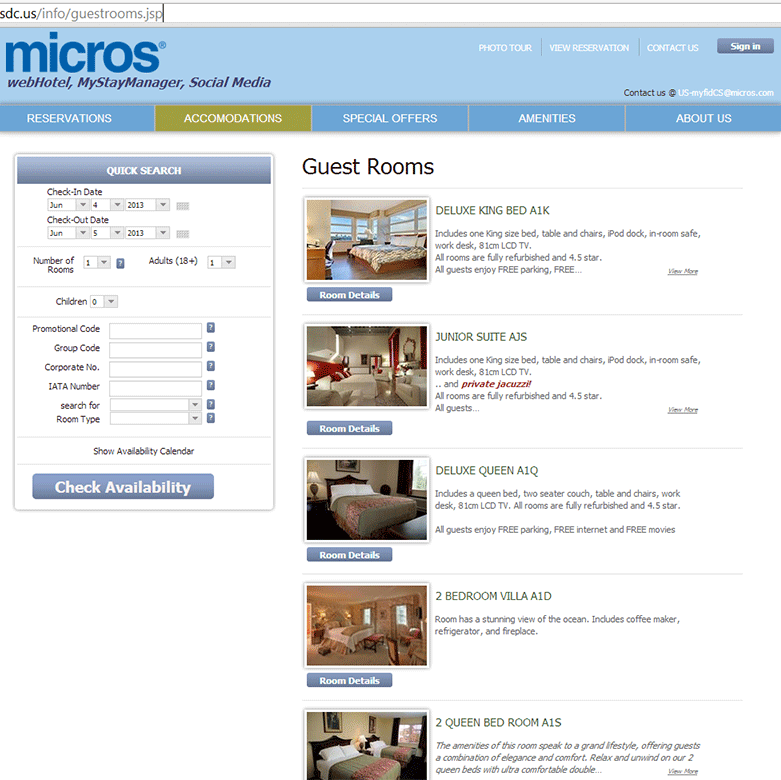 sdc.us/info/guestrooms.jsp
micros®
webHotel, MyStayManager, Social Media
PHOTO TOUR
VIEW RESERVATION
CONTACT US
Sign in
Contact us @ US-myfidCS@micros.com
RESERVATIONS
ACCOMODATIONS
SPECIAL OFFERS
AMENITIES
ABOUT US
QUICK SEARCH
Check-In Date
Jun 4 2013
Check-Out Date
Jun 5 2013
Number of Rooms 1 ? Adults (18+) 1
Children 0
Promotional Code ?
Group Code ?
Corporate No. ?
IATA Number ?
search for ?
Room Type ?
Show Availability Calendar
Check Availability
Guest Rooms
DELUXE KING BED A1K
Includes one King size bed, table and chairs, iPod dock, in-room safe,
work desk, 81cm LCD TV.
All rooms are fully refurbished and 4.5 star.
All guests enjoy FREE parking, FREE...
View More
Room Details
JUNIOR SUITE AJS
Includes one King size bed, table and chairs, iPod dock, in-room safe,
work desk, 81cm LCD TV.
.. and private jacuzzi!
All rooms are fully refurbished and 4.5 star.
All guests...
View More
Room Details
DELUXE QUEEN A1Q
Includes a queen bed, two seater couch, table and chairs, work
desk, 81cm LCD TV. All rooms are fully refurbished and 4.5 star.
All guests enjoy FREE parking, FREE internet and FREE movies
Room Details
2 BEDROOM VILLA A1D
Room has a stunning view of the ocean. Includes coffee maker,
refrigerator, and fireplace.
Room Details
2 QUEEN BED ROOM A1S
The amenities of this room speak to a grand lifestyle, offering guests
a combination of elegance and comfort. Relax and unwind on our 2
queen beds with ultra comfortable double...
View More